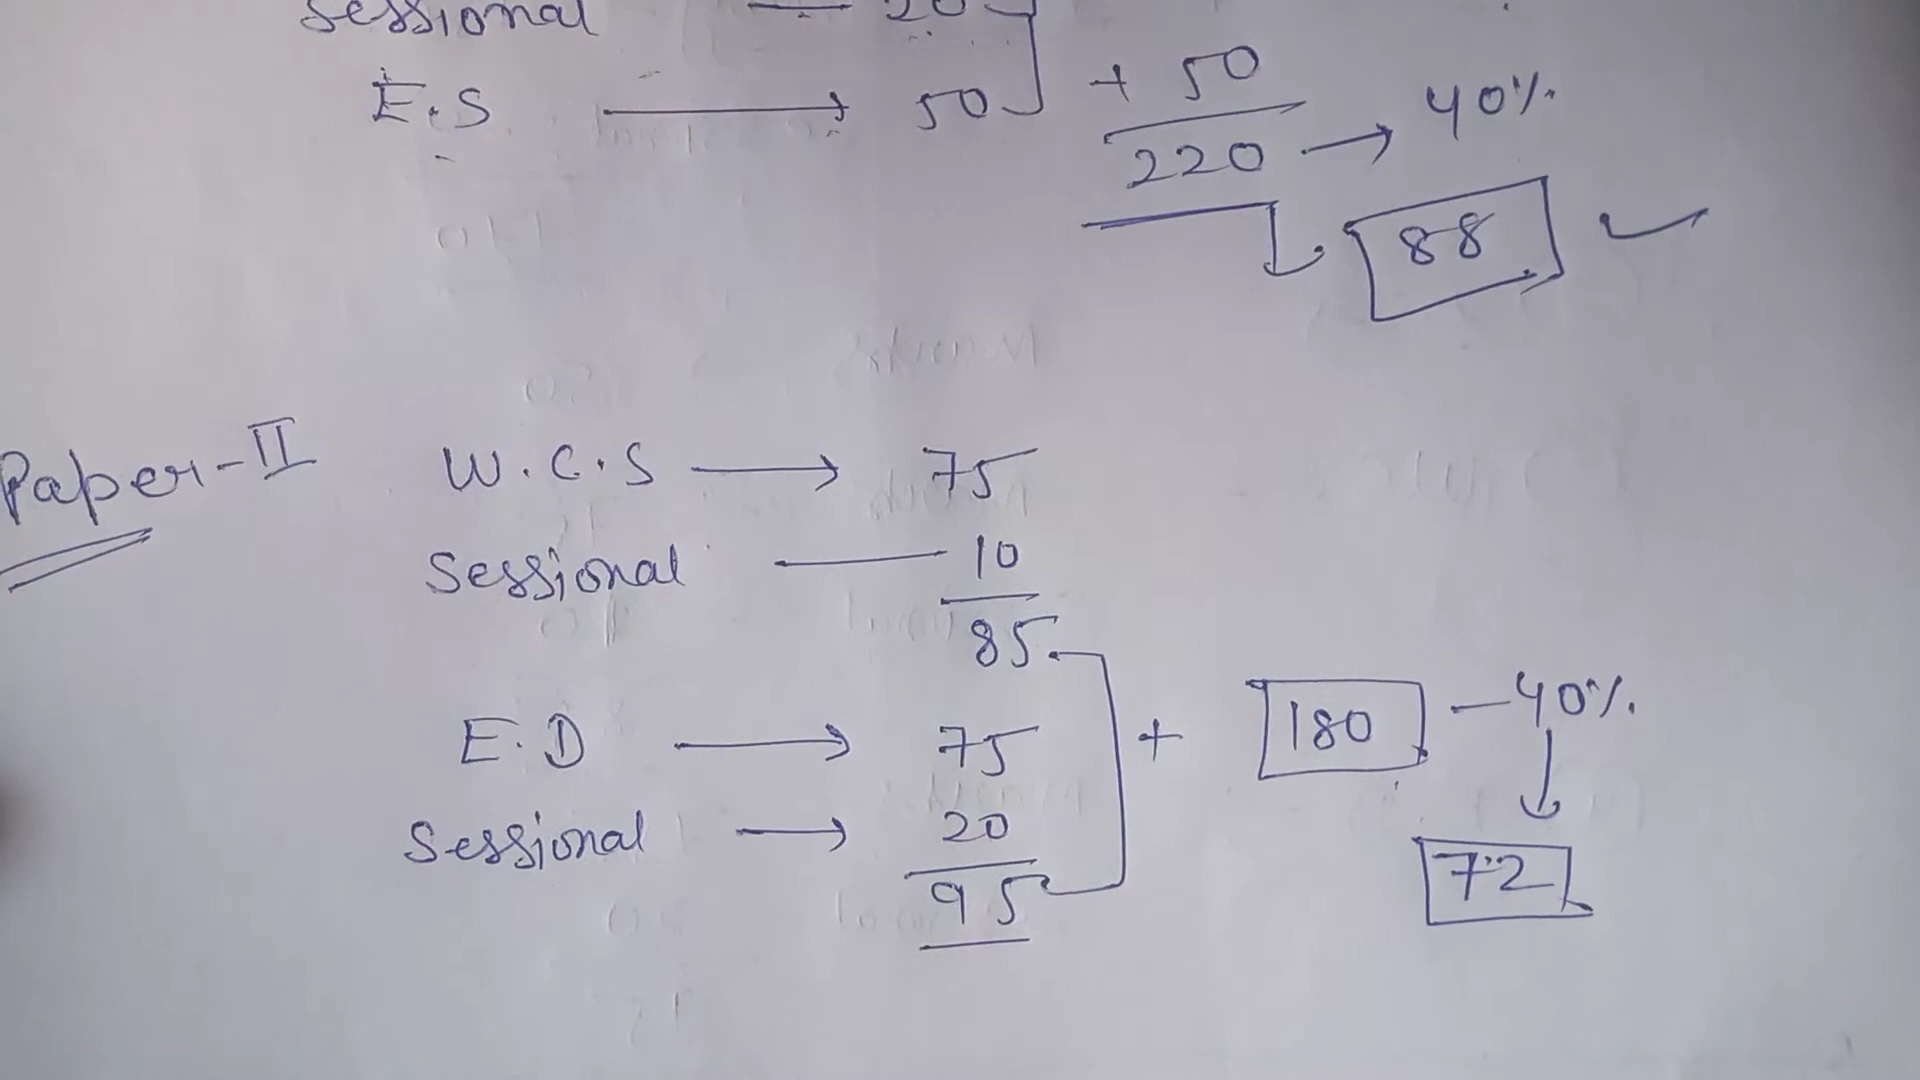 Sessional — 20
E.S → 50 + 50
220 → 40%
88
Paper-II W.C.S → 75
Sessional — 10
85
E.D → 75 + 180 — 40%
Sessional → 20
95 72